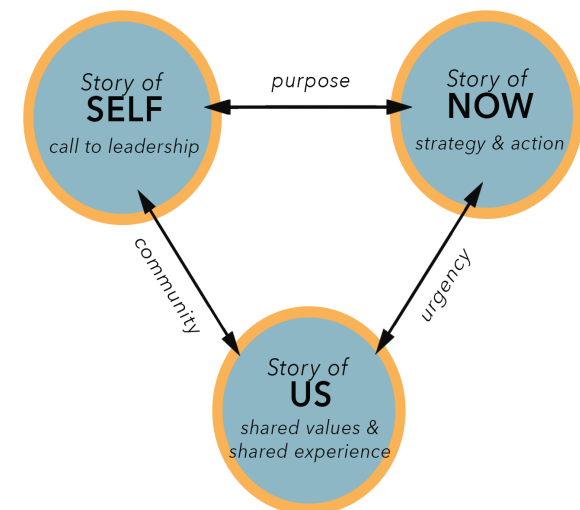 Story of
SELF
call to leadership
purpose
Story of
NOW
strategy & action
community
urgency
Story of
US
shared values &
shared experience